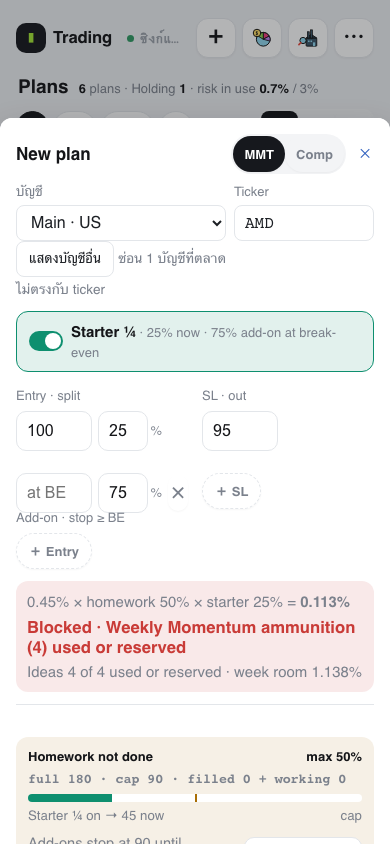 Trading
Plans 6 plans · Holding 1 · risk in use 0.7% / 3%
New plan
MMT Comp ×
บัญชี Ticker
Main · US AMD
แสดงบัญชีอื่น ซ่อน 1 บัญชีที่ตลาด
ไม่ตรงกับ ticker
Starter ¼ · 25% now · 75% add-on at break-
even
Entry · split SL · out
100 25 % 95
at BE 75 % × + SL
Add-on · stop ≥ BE
+ Entry
0.45% × homework 50% × starter 25% = 0.113%
Blocked · Weekly Momentum ammunition
(4) used or reserved
Ideas 4 of 4 used or reserved · week room 1.138%
Homework not done max 50%
full 180 · cap 90 · filled 0 + working 0
Starter ¼ on → 45 now cap
Add-ons stop at 90 until